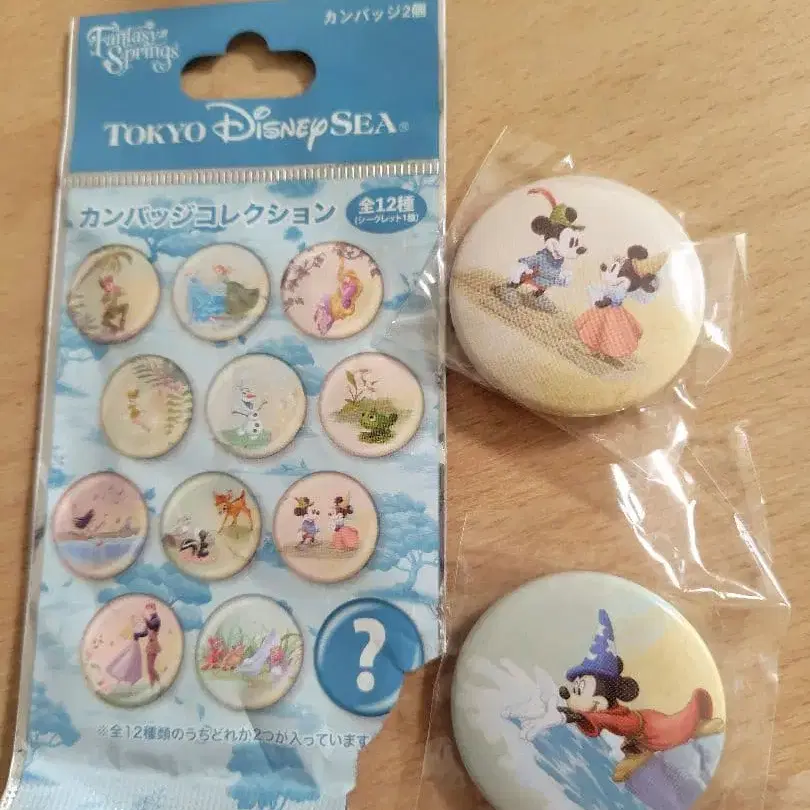 カンバッジ2個
Fantasy
Springs
TOKYO DISNEYSEA®
カンバッジコレクション
全12種
(シークレット1種)
?
※全12種類のうちどれか2つが入っています